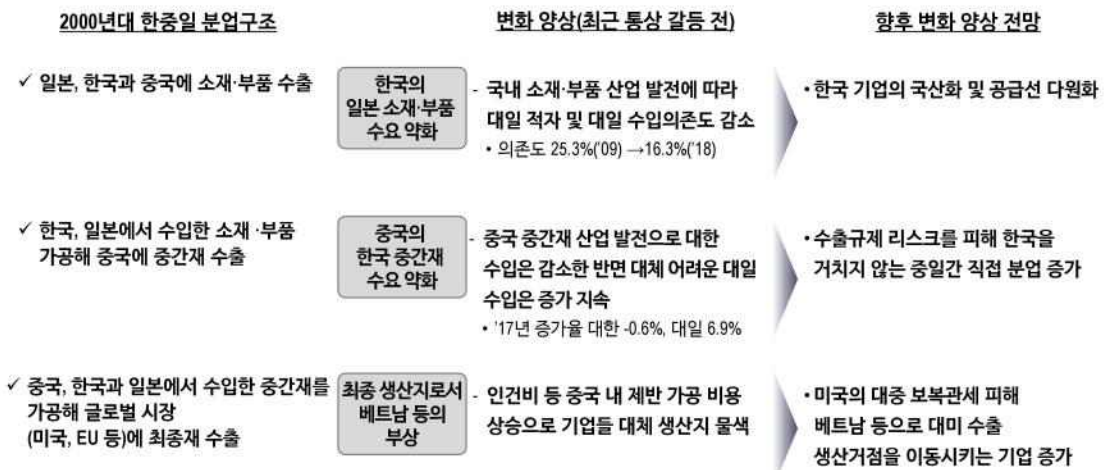 2000년대 한중일 분업구조
변화 양상(최근 통상 갈등 전)
향후 변화 양상 전망
✓ 일본, 한국과 중국에 소재·부품 수출
한국의
일본 소재·부품
수요 약화
- 국내 소재·부품 산업 발전에 따라
대일 적자 및 대일 수입의존도 감소
• 의존도 25.3%('09) →16.3%('18)
• 한국 기업의 국산화 및 공급선 다원화
✓ 한국, 일본에서 수입한 소재 ·부품
가공해 중국에 중간재 수출
중국의
한국 중간재
수요 약화
- 중국 중간재 산업 발전으로 대한
수입은 감소한 반면 대체 어려운 대일
수입은 증가 지속
• '17년 증가율 대한 -0.6%, 대일 6.9%
• 수출규제 리스크를 피해 한국을
거치지 않는 중일간 직접 분업 증가
✓ 중국, 한국과 일본에서 수입한 중간재를
가공해 글로벌 시장
(미국, EU 등)에 최종재 수출
최종 생산지로서
베트남 등의
부상
- 인건비 등 중국 내 제반 가공 비용
상승으로 기업들 대체 생산지 물색
• 미국의 대중 보복관세 피해
베트남 등으로 대미 수출
생산거점을 이동시키는 기업 증가